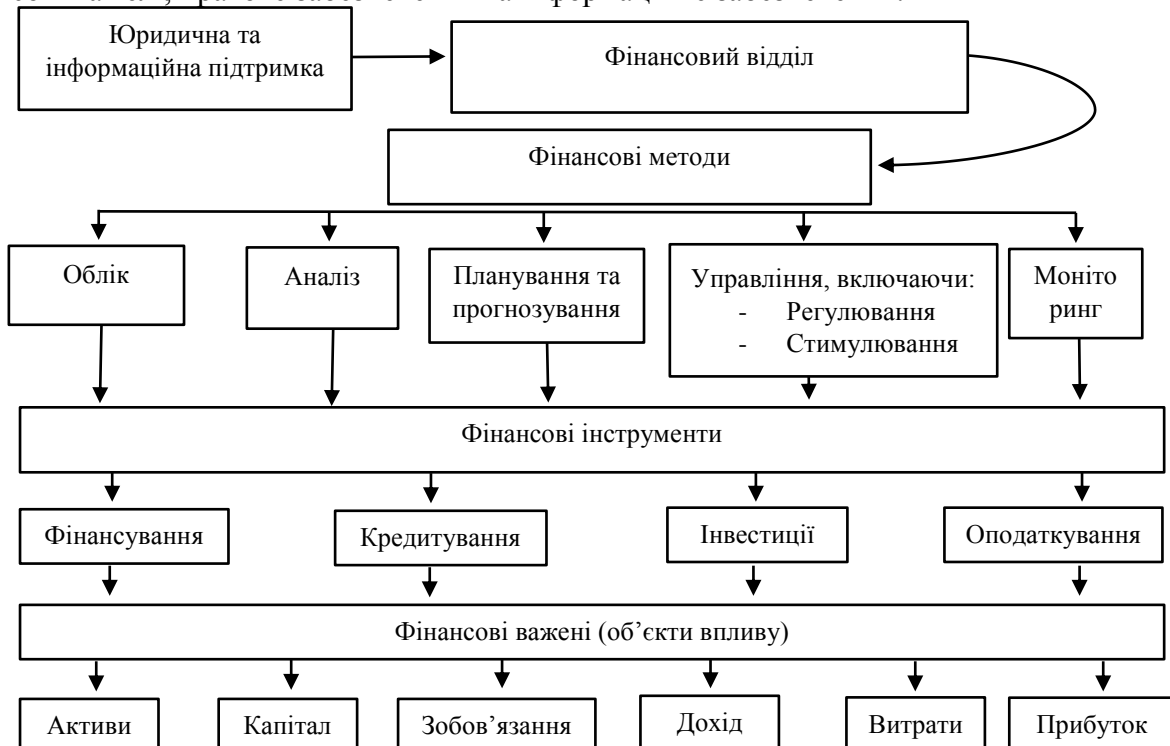 Юридична та
інформаційна підтримка
Фінансовий відділ
Фінансові методи
Облік
Аналіз
Планування та
прогнозування
Управління, включаючи:
- Регулювання
- Стимулювання
Моніто
ринг
Фінансові інструменти
Фінансування
Кредитування
Інвестиції
Оподаткування
Фінансові важені (об’єкти впливу)
Активи
Капітал
Зобов’язання
Дохід
Витрати
Прибуток